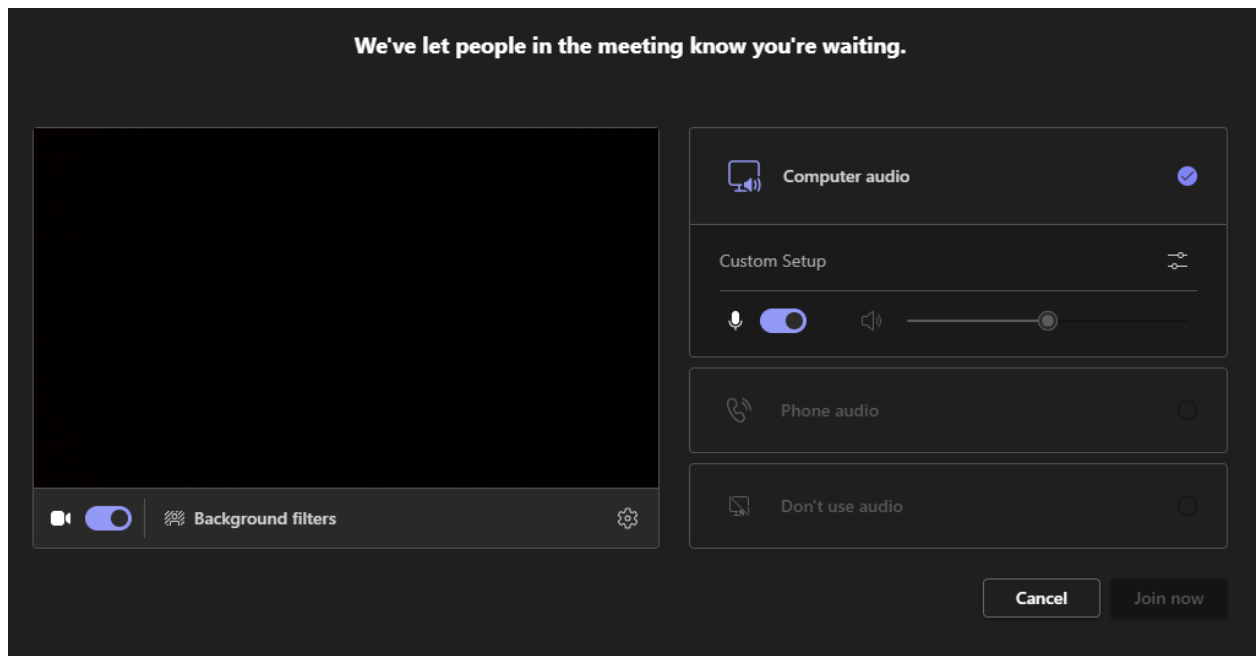 We've let people in the meeting know you're waiting.
Computer audio
Custom Setup
Phone audio
Don't use audio
Background filters
Cancel
Join now